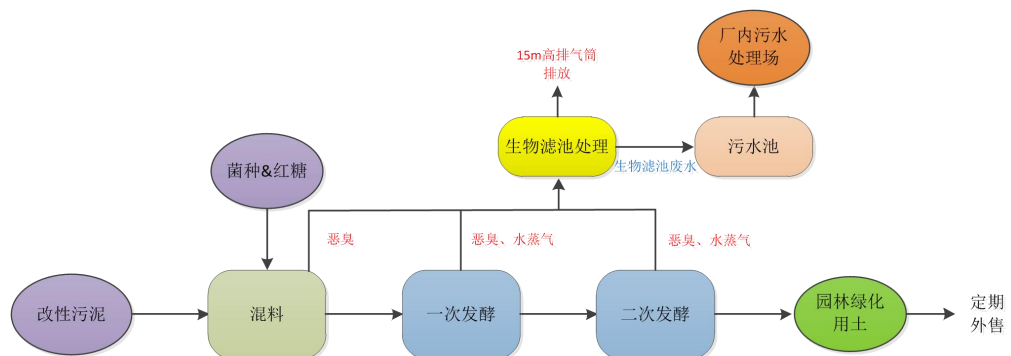 厂内污水
处理场
15m高排气筒
排放
生物滤池处理
污水池
生物滤池废水
菌种&红糖
恶臭
恶臭、水蒸气
恶臭、水蒸气
改性污泥
混料
一次发酵
二次发酵
园林绿化
用土
定期
外售